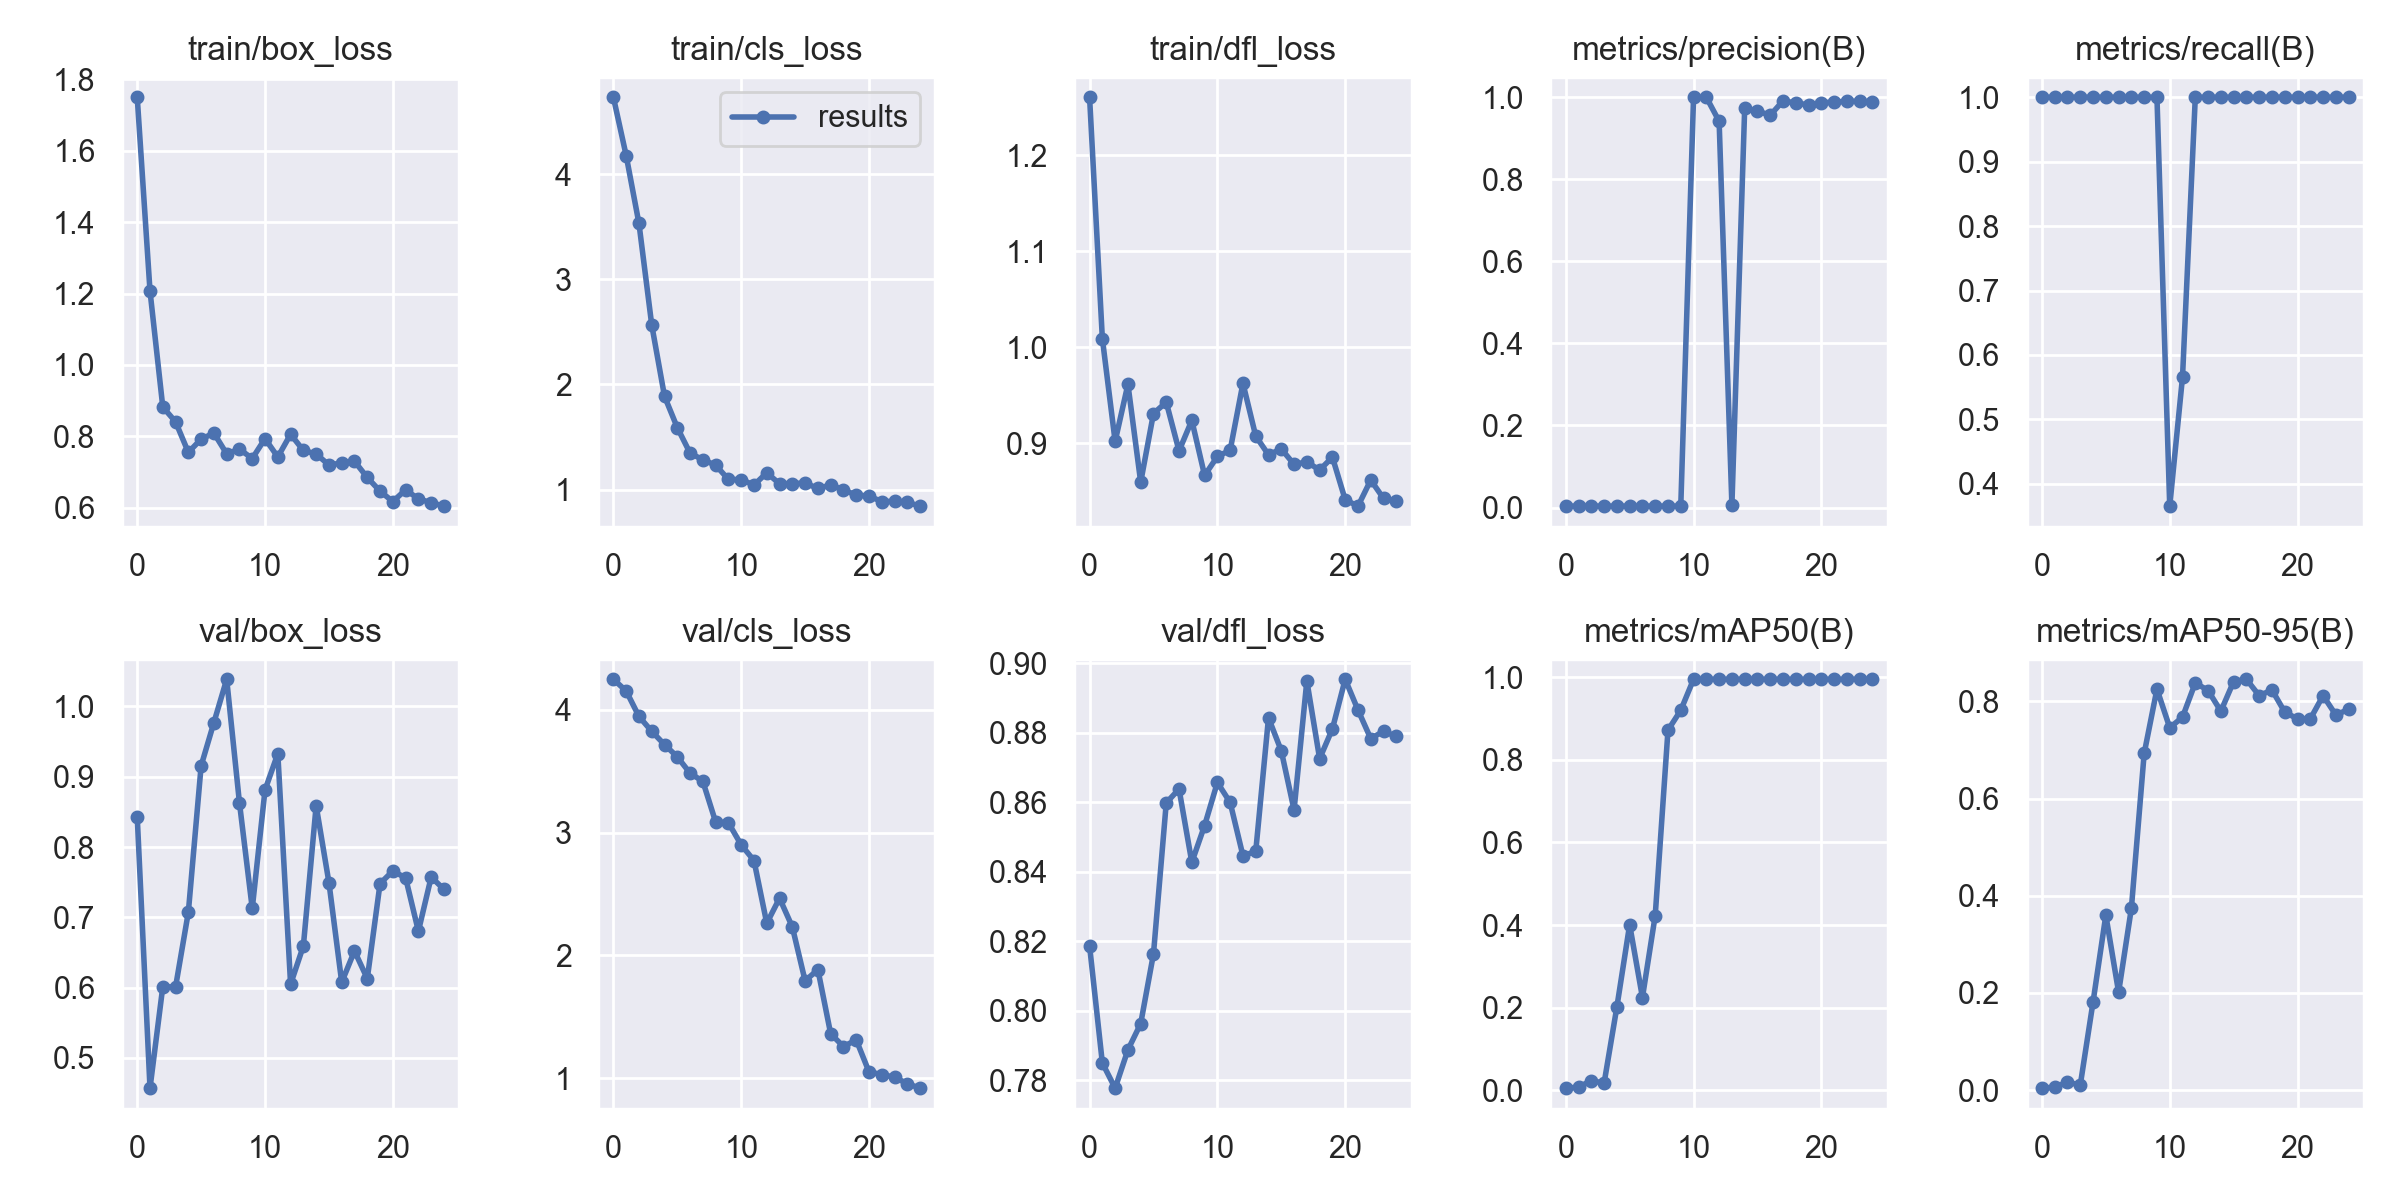 train/box_loss
1.8
1.6
1.4
1.2
1.0
0.8
0.6
0 10 20
train/cls_loss
results
4
3
2
1
0 10 20
train/dfl_loss
1.2
1.1
1.0
0.9
0 10 20
metrics/precision(B)
1.0
0.8
0.6
0.4
0.2
0.0
0 10 20
metrics/recall(B)
1.0
0.9
0.8
0.7
0.6
0.5
0.4
0 10 20
val/box_loss
1.0
0.9
0.8
0.7
0.6
0.5
0 10 20
val/cls_loss
4
3
2
1
0 10 20
val/dfl_loss
0.90
0.88
0.86
0.84
0.82
0.80
0.78
0 10 20
metrics/mAP50(B)
1.0
0.8
0.6
0.4
0.2
0.0
0 10 20
metrics/mAP50-95(B)
0.8
0.6
0.4
0.2
0.0
0 10 20